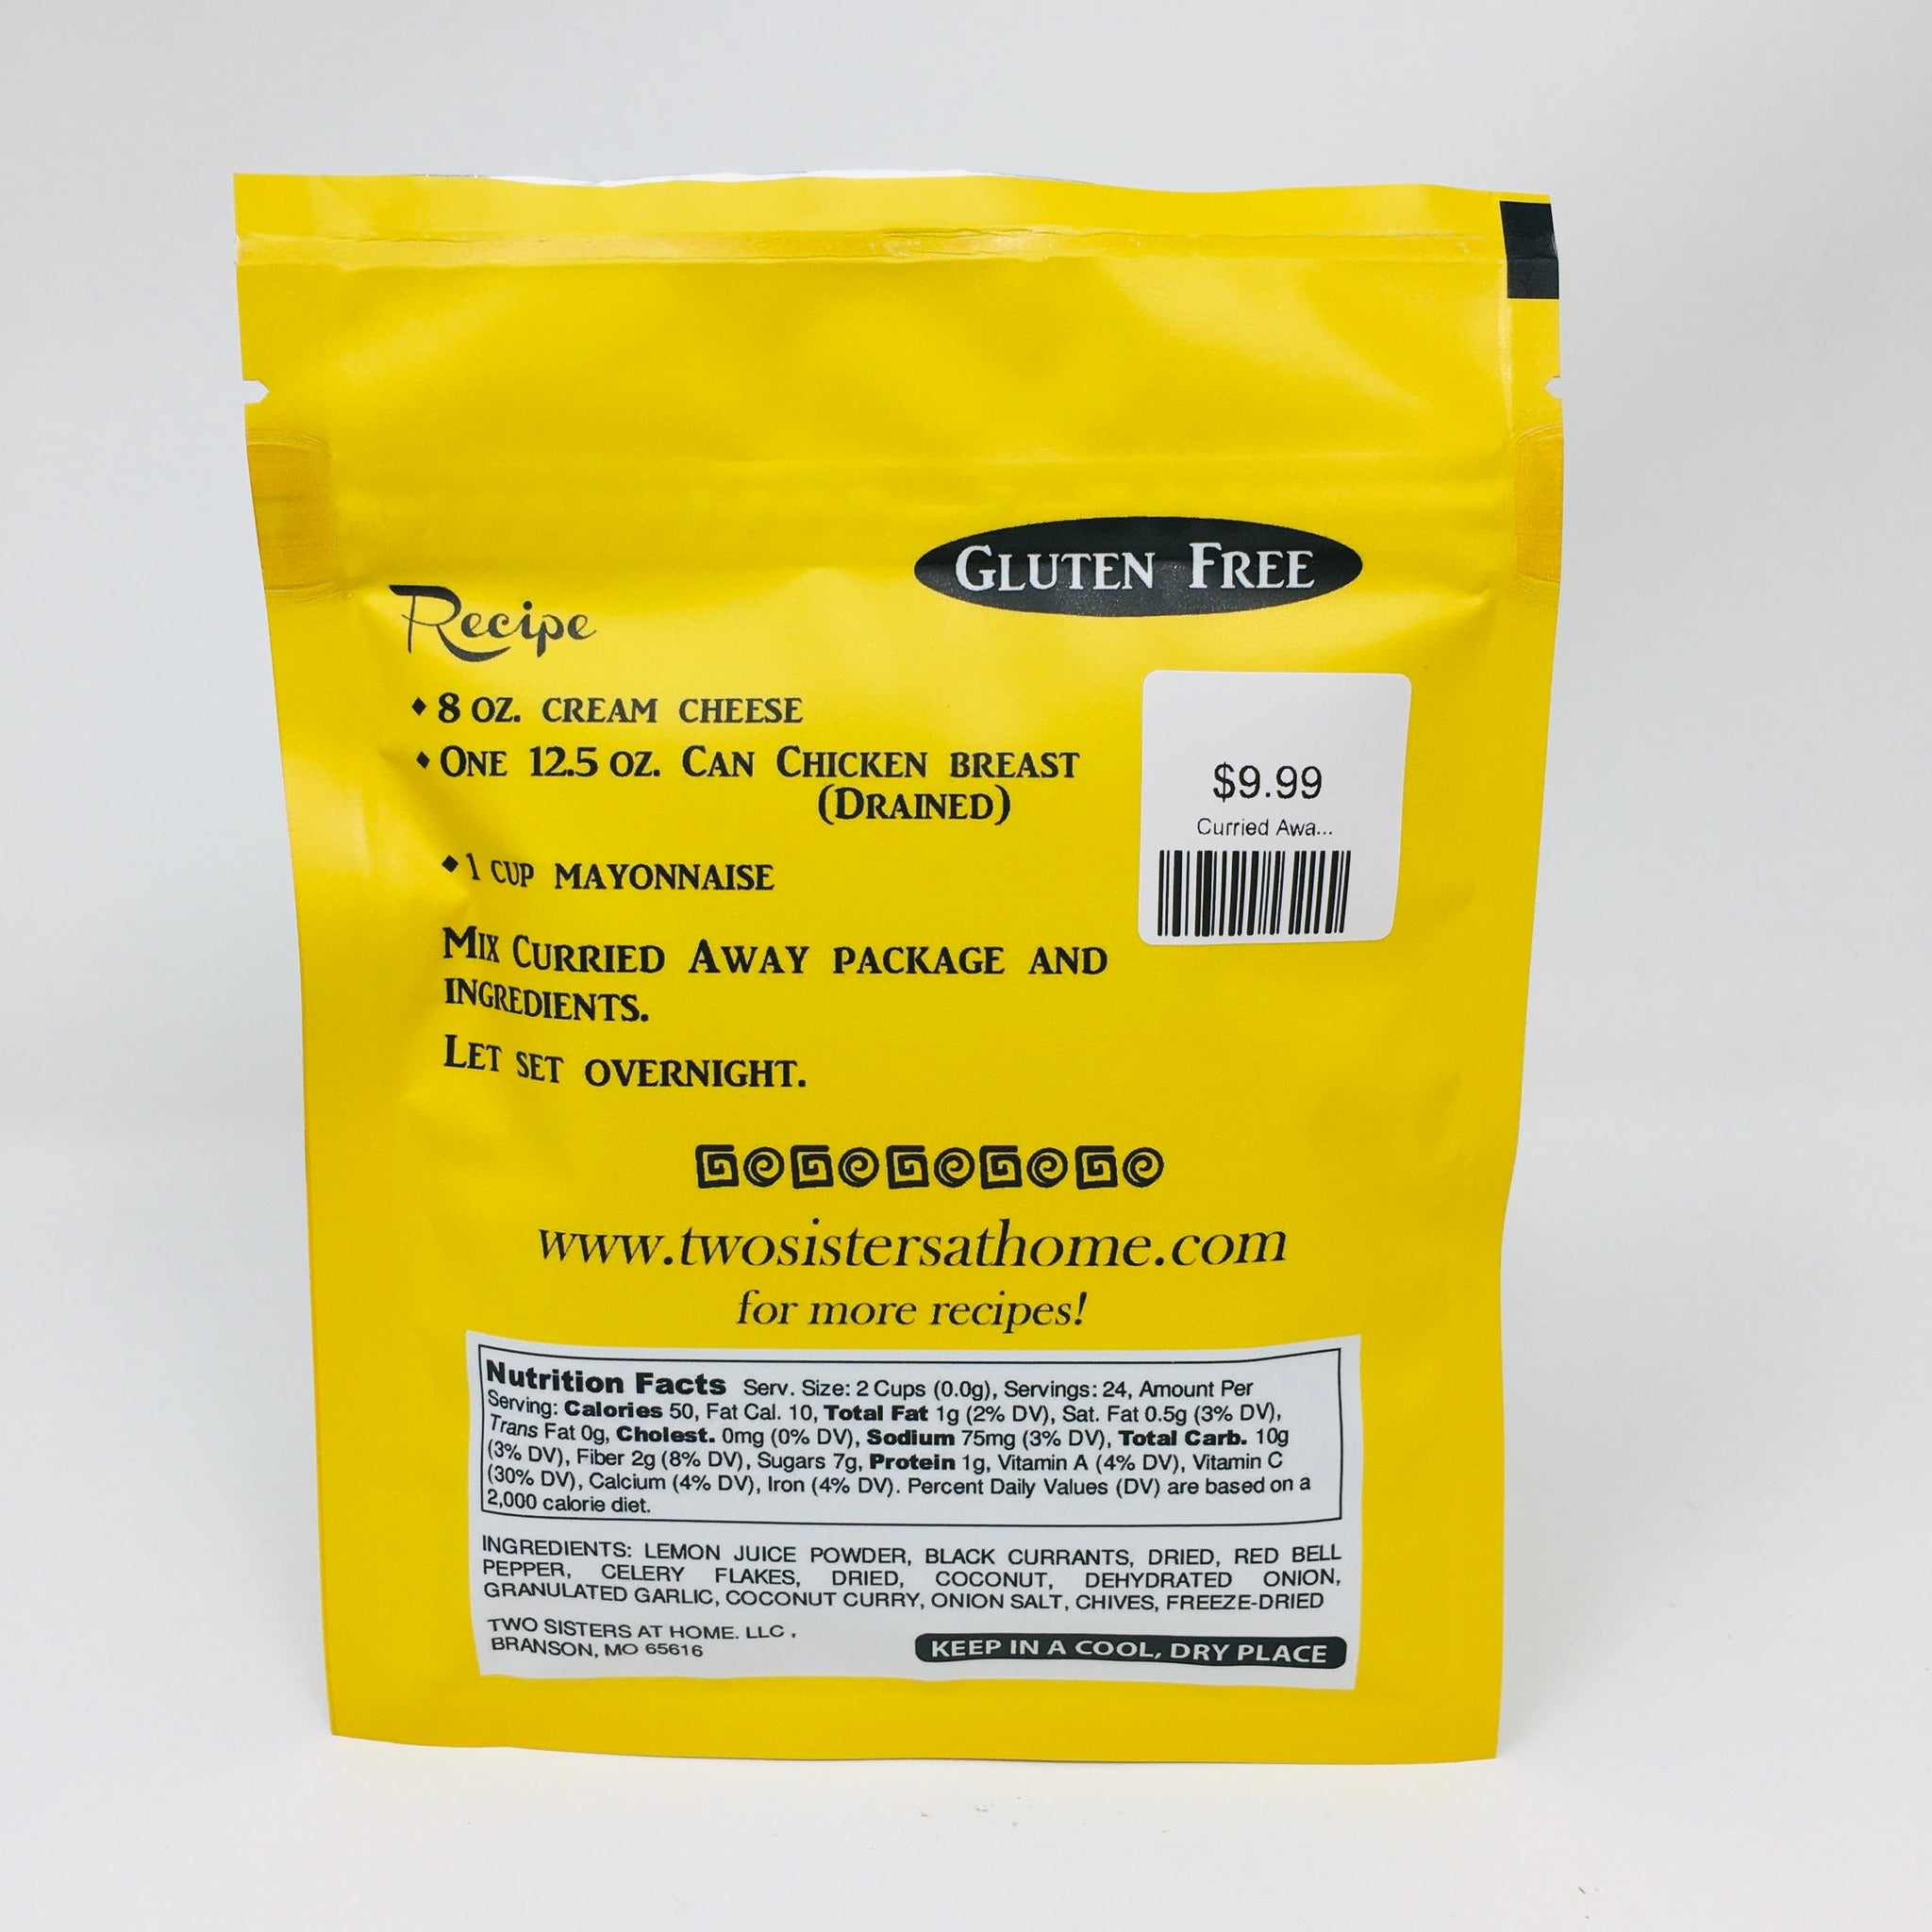 GLUTEN FREE
Recipe
♦ 8 OZ. CREAM CHEESE
♦ ONE 12.5 OZ. CAN CHICKEN BREAST
(DRAINED)
♦ 1 CUP MAYONNAISE
MIX CURRIED AWAY PACKAGE AND
INGREDIENTS.
LET SET OVERNIGHT.
$9.99
Curried Awa...
www.twosistersathome.com
for more recipes!
Nutrition Facts Serv. Size: 2 Cups (0.0g), Servings: 24, Amount Per
Serving: Calories 50, Fat Cal. 10, Total Fat 1g (2% DV), Sat. Fat 0.5g (3% DV),
Trans Fat 0g, Cholest. 0mg (0% DV), Sodium 75mg (3% DV), Total Carb. 10g
(3% DV), Fiber 2g (8% DV), Sugars 7g, Protein 1g, Vitamin A (4% DV), Vitamin C
(30% DV), Calcium (4% DV), Iron (4% DV). Percent Daily Values (DV) are based on a
2,000 calorie diet.
INGREDIENTS: LEMON JUICE POWDER, BLACK CURRANTS, DRIED, RED BELL
PEPPER, CELERY FLAKES, DRIED, COCONUT, DEHYDRATED ONION,
GRANULATED GARLIC, COCONUT CURRY, ONION SALT, CHIVES, FREEZE-DRIED
TWO SISTERS AT HOME. LLC ,
BRANSON, MO 65616
KEEP IN A COOL, DRY PLACE